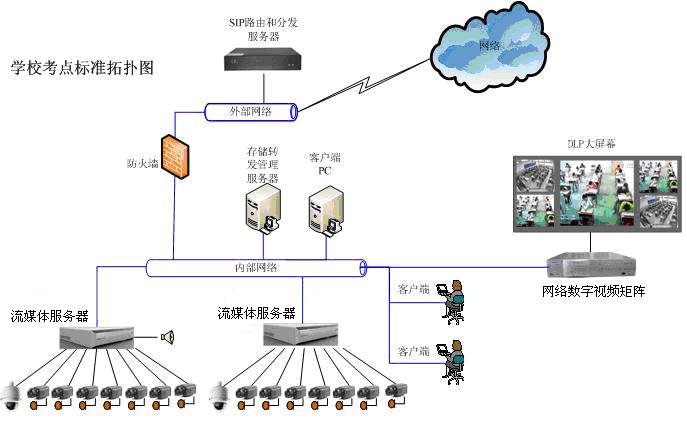 SIP路由和分发
服务器
网络
学校考点标准拓扑图
外部网络
防火墙
存储转
发管理
服务器
客户端
PC
DLP大屏幕
内部网络
客户端
网络数字视频矩阵
流媒体服务器
流媒体服务器
客户端